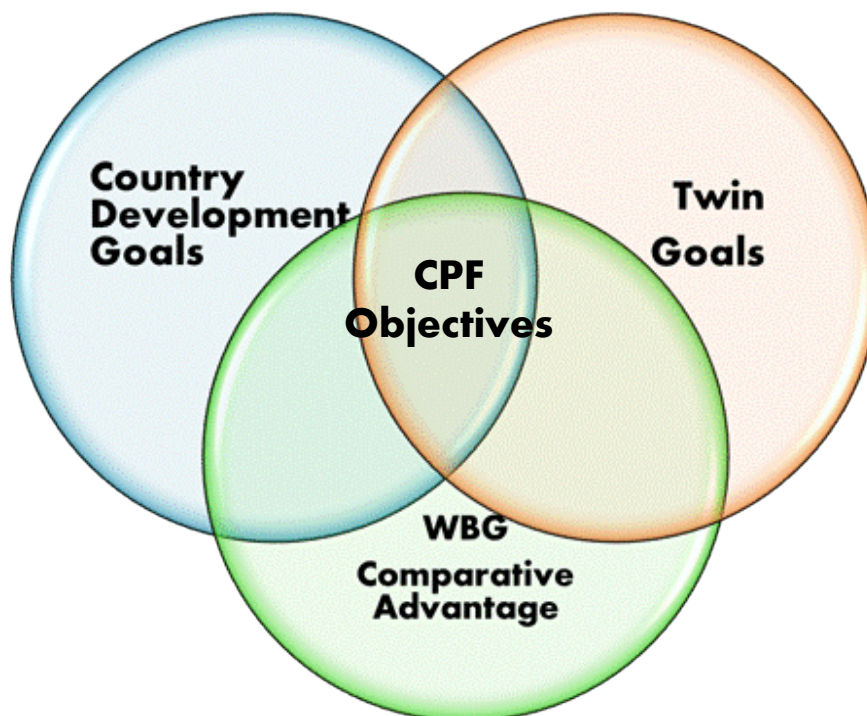 Country
Development
Goals
Twin
Goals
CPF
Objectives
WBG
Comparative
Advantage